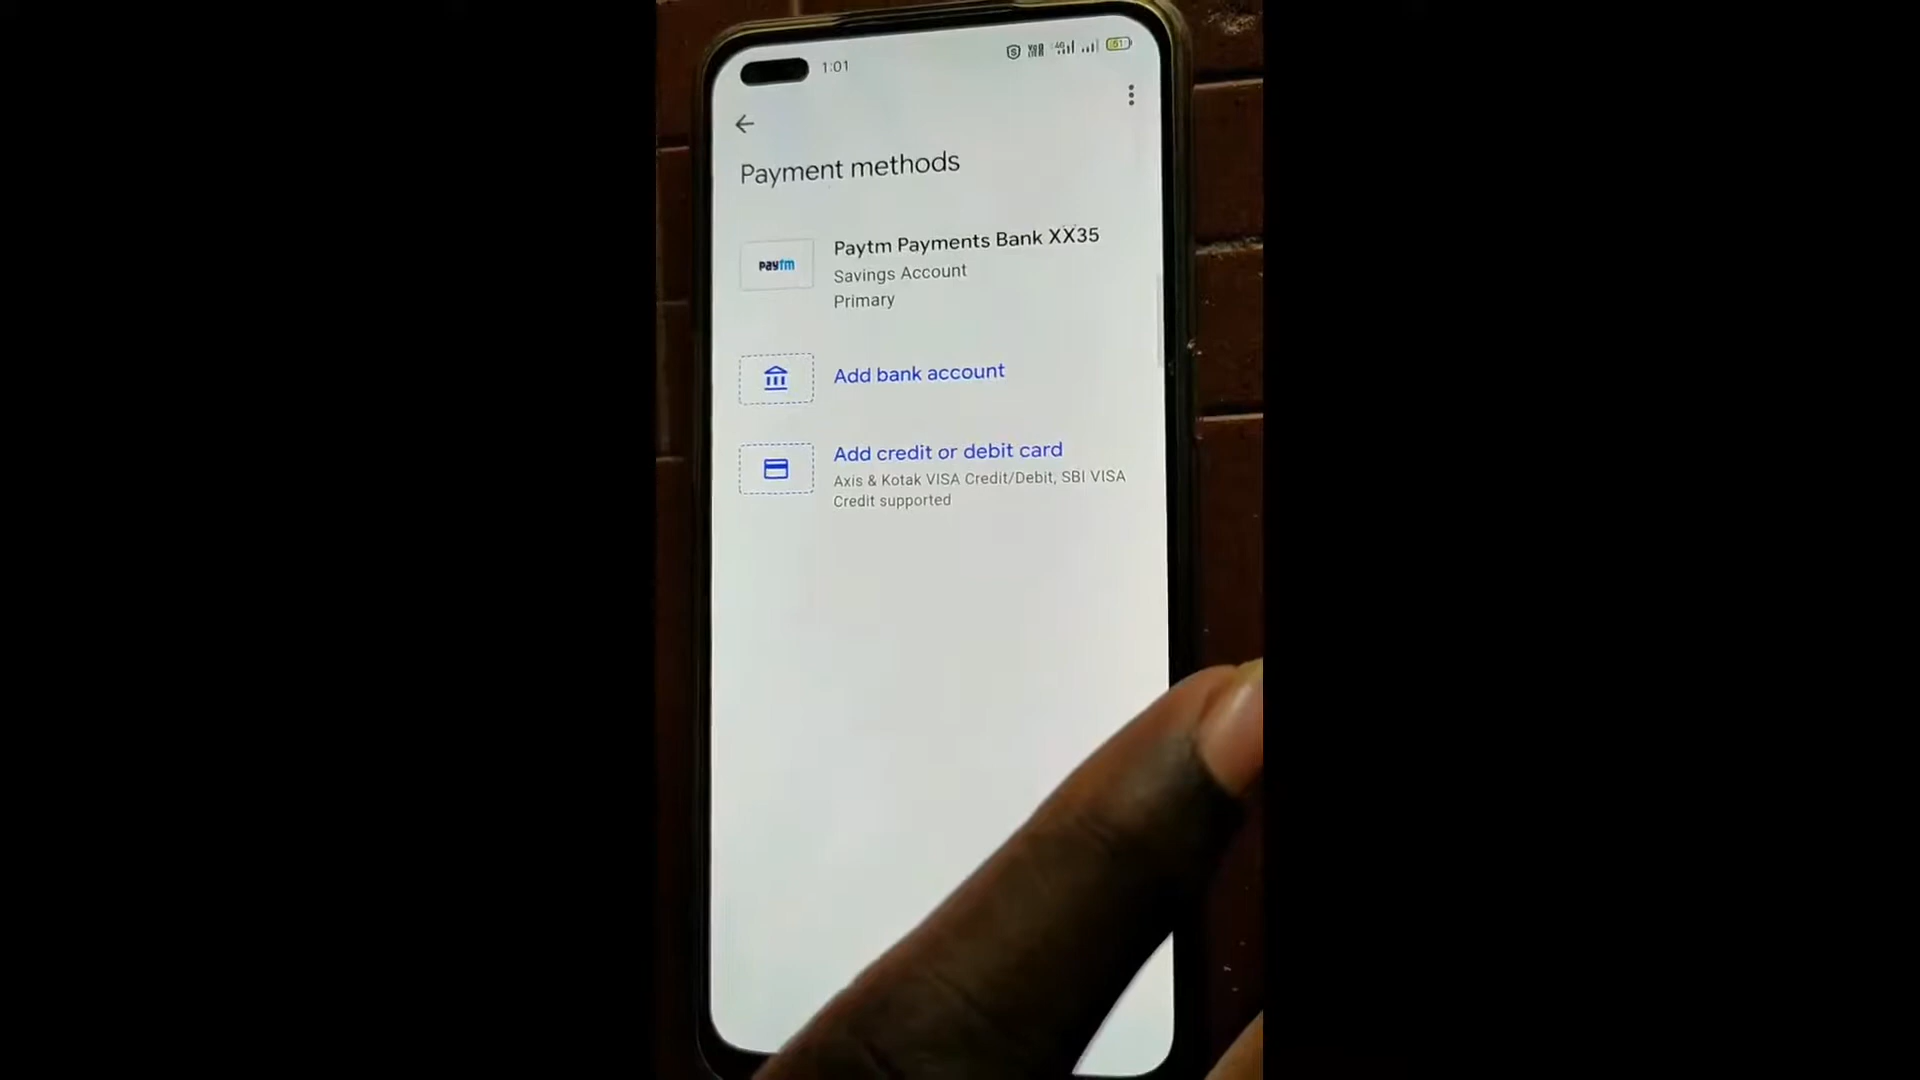 1:01
51
Payment methods
paytm
Paytm Payments Bank XX35
Savings Account
Primary
Add bank account
Add credit or debit card
Axis & Kotak VISA Credit/Debit, SBI VISA
Credit supported